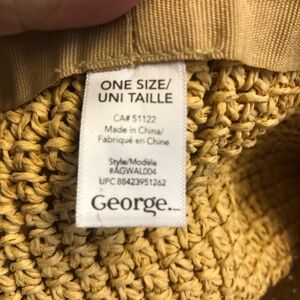 ONE SIZE/
UNI TAILLE
CA# 51122
Made in China/
Fabriqué en Chine
Style/Modèle
#AGWAL004
UPC 88423951262
George.